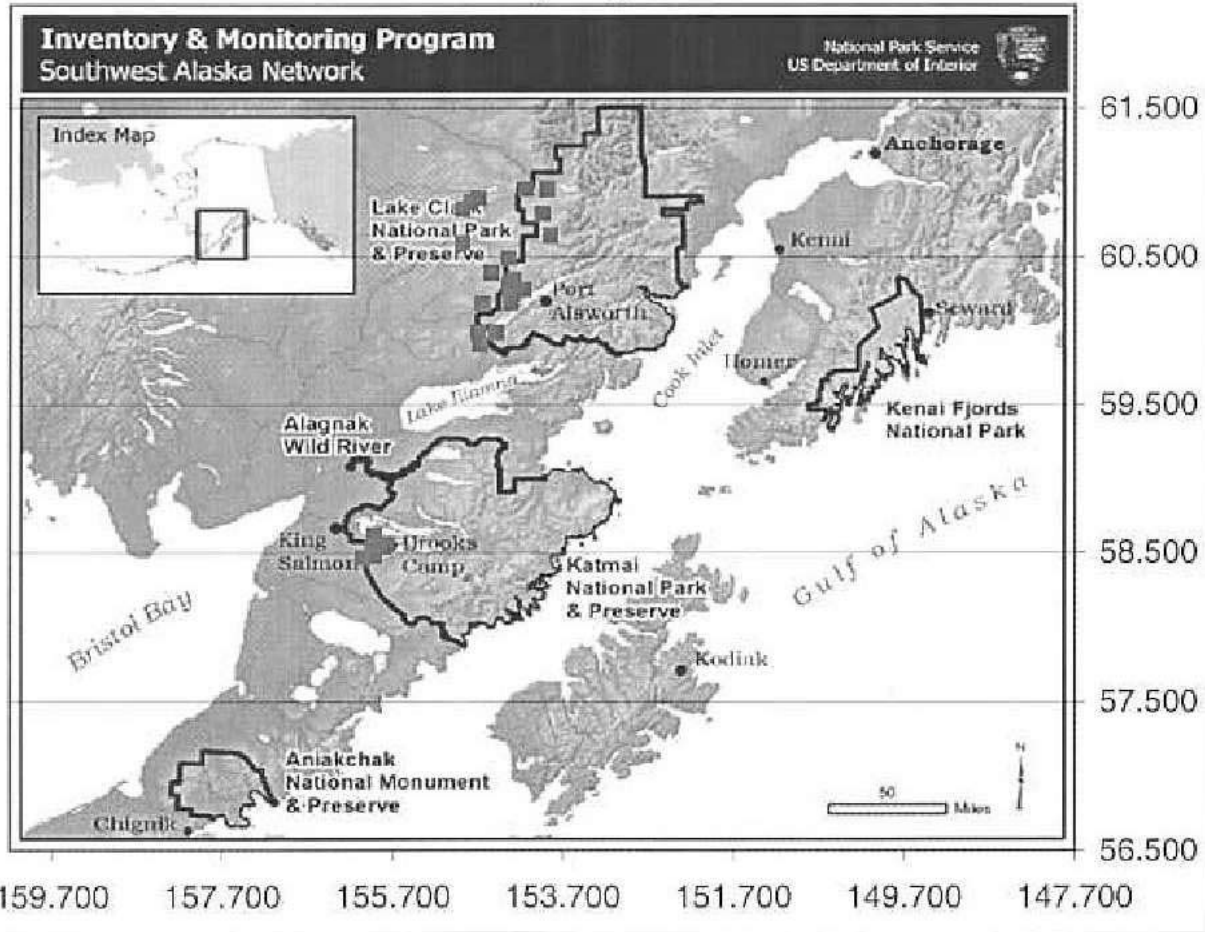 Inventory & Monitoring Program
Southwest Alaska Network
National Park Service
US Department of Interior
Index Map
Anchorage
Lake Clark
National Park
& Preserve
Kenai
Port
Alsworth
Seward
Cook Inlet
Homer
Lake Iliamna
Kenai Fjords
National Park
Alagnak
Wild River
Gulf of Alaska
King
Salmon
Brooks
Camp
Katmai
National Park
& Preserve
Bristol Bay
Kodiak
Aniakchak
National Monument
& Preserve
Chignik
N
50
Miles
61.500
60.500
59.500
58.500
57.500
56.500
159.700
157.700
155.700
153.700
151.700
149.700
147.700